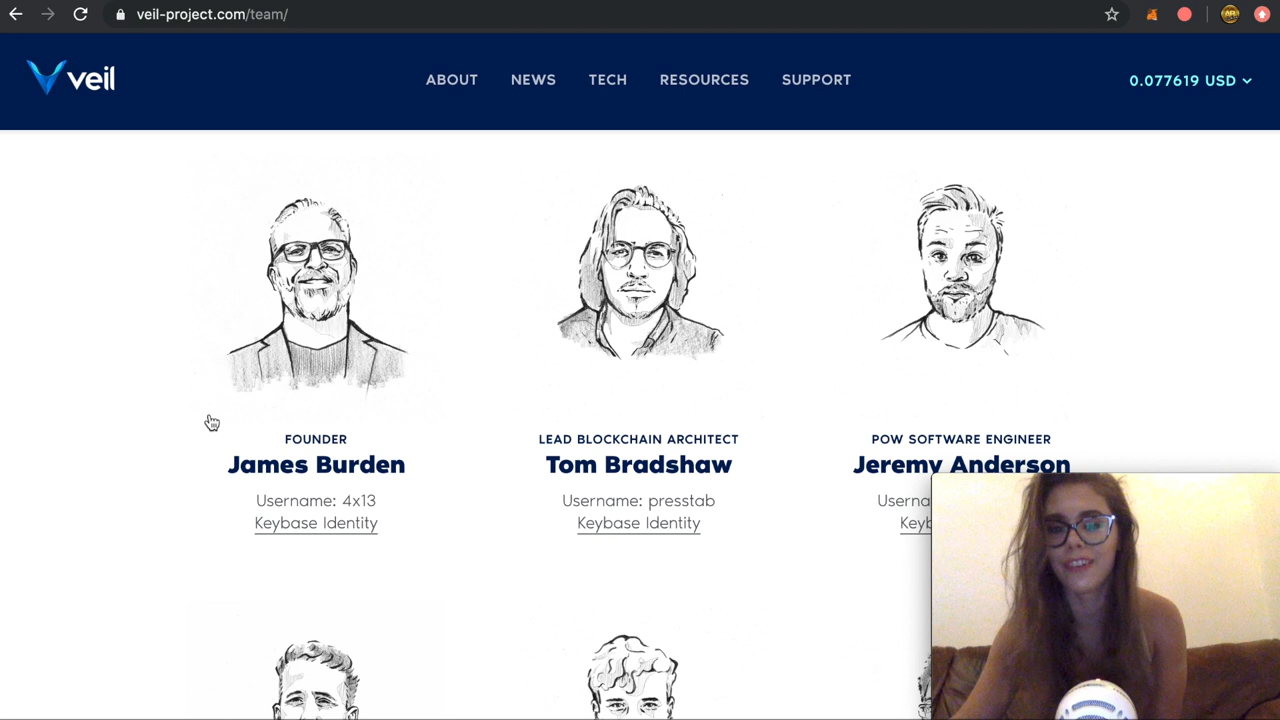 veil-project.com/team/
veil
ABOUT NEWS TECH RESOURCES SUPPORT
0.077619 USD
FOUNDER
James Burden
Username: 4x13
Keybase Identity
LEAD BLOCKCHAIN ARCHITECT
Tom Bradshaw
Username: presstab
Keybase Identity
POW SOFTWARE ENGINEER
Jeremy Anderson